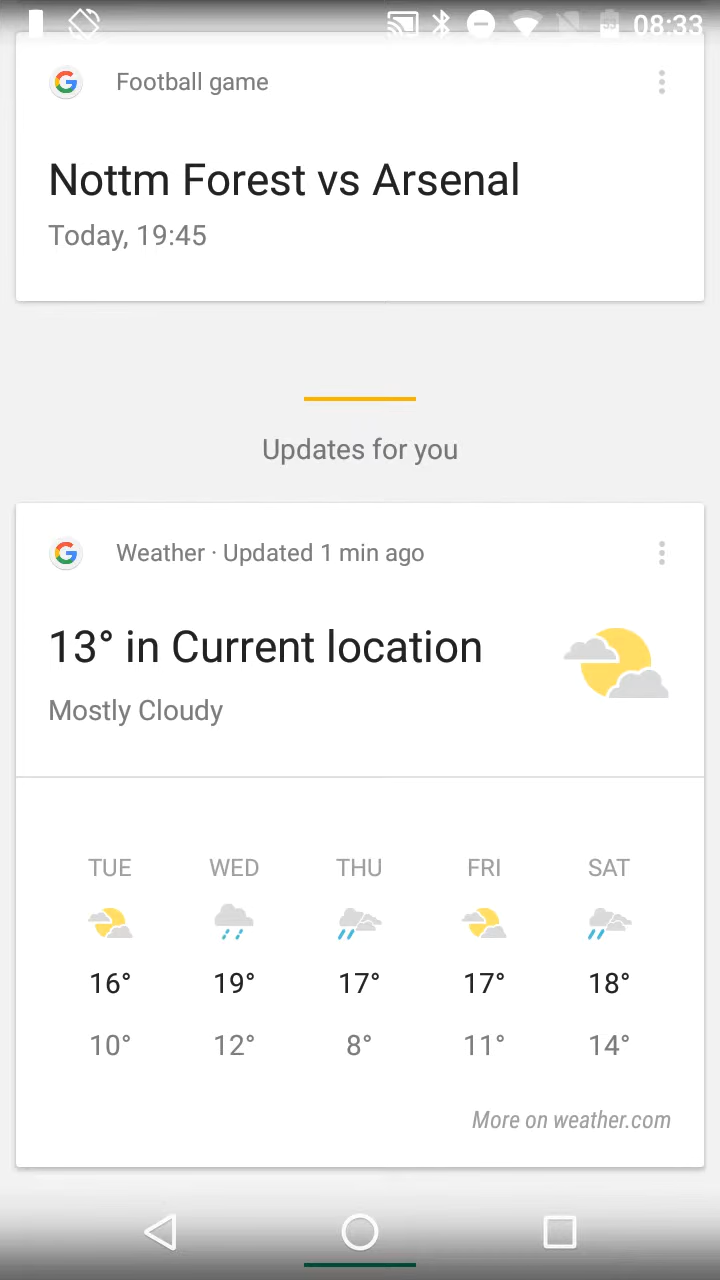 08:33
Football game
Nottm Forest vs Arsenal
Today, 19:45
Updates for you
Weather · Updated 1 min ago
13° in Current location
Mostly Cloudy
TUE WED THU FRI SAT
16° 19° 17° 17° 18°
10° 12° 8° 11° 14°
More on weather.com